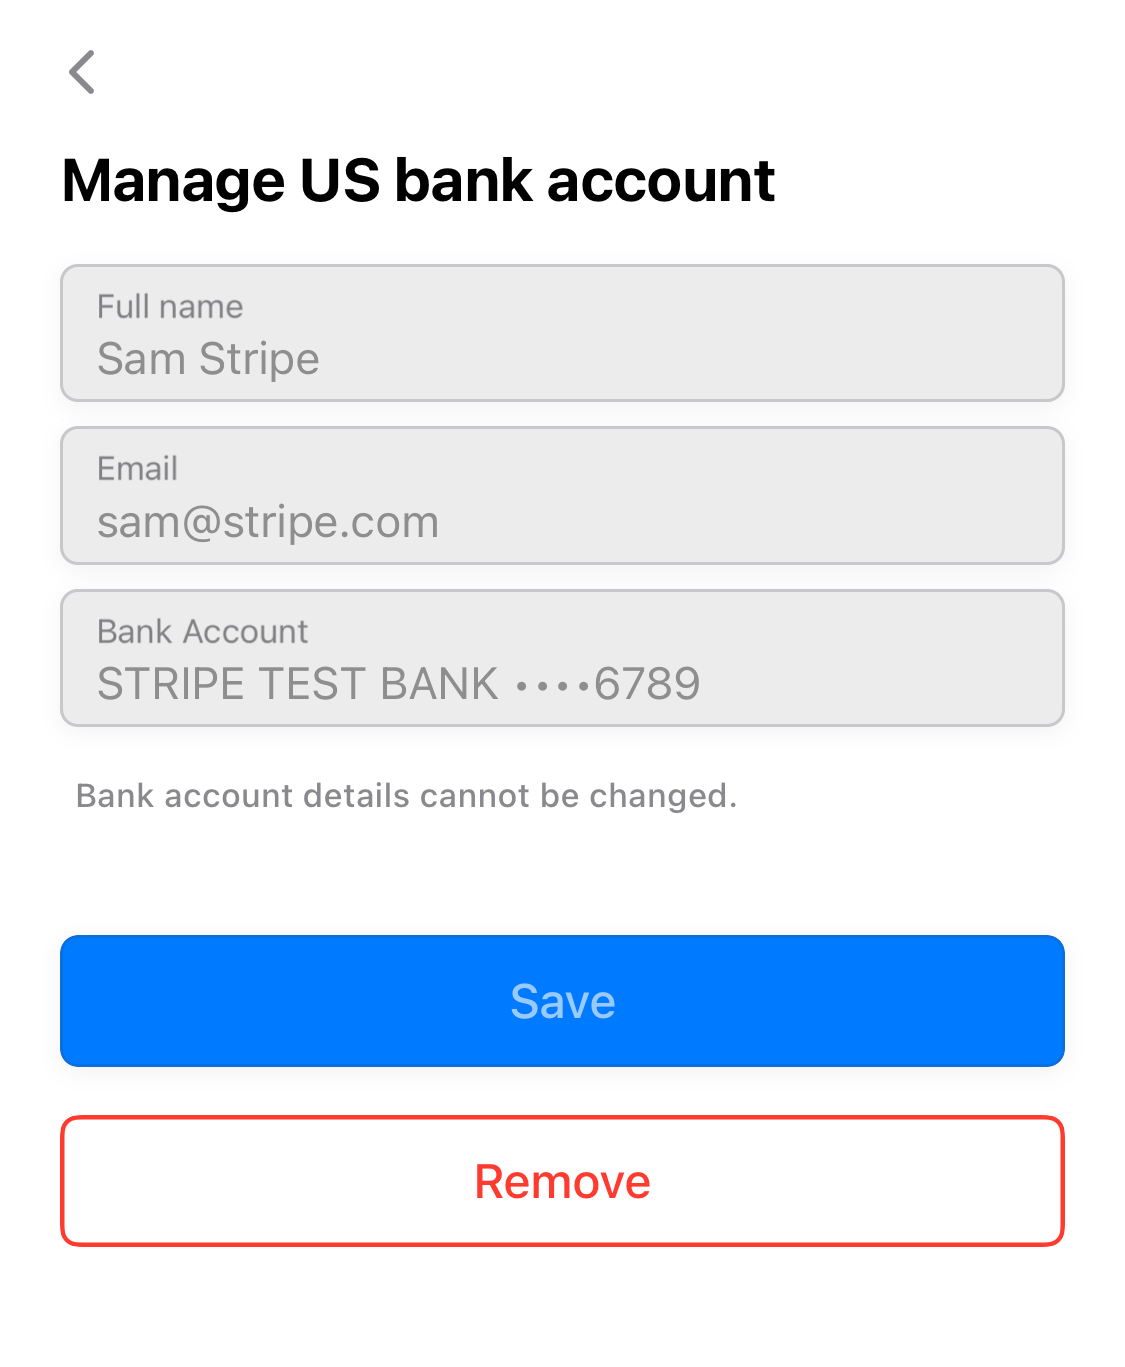 Manage US bank account
Full name
Sam Stripe
Email
sam@stripe.com
Bank Account
STRIPE TEST BANK ••••6789
Bank account details cannot be changed.
Save
Remove